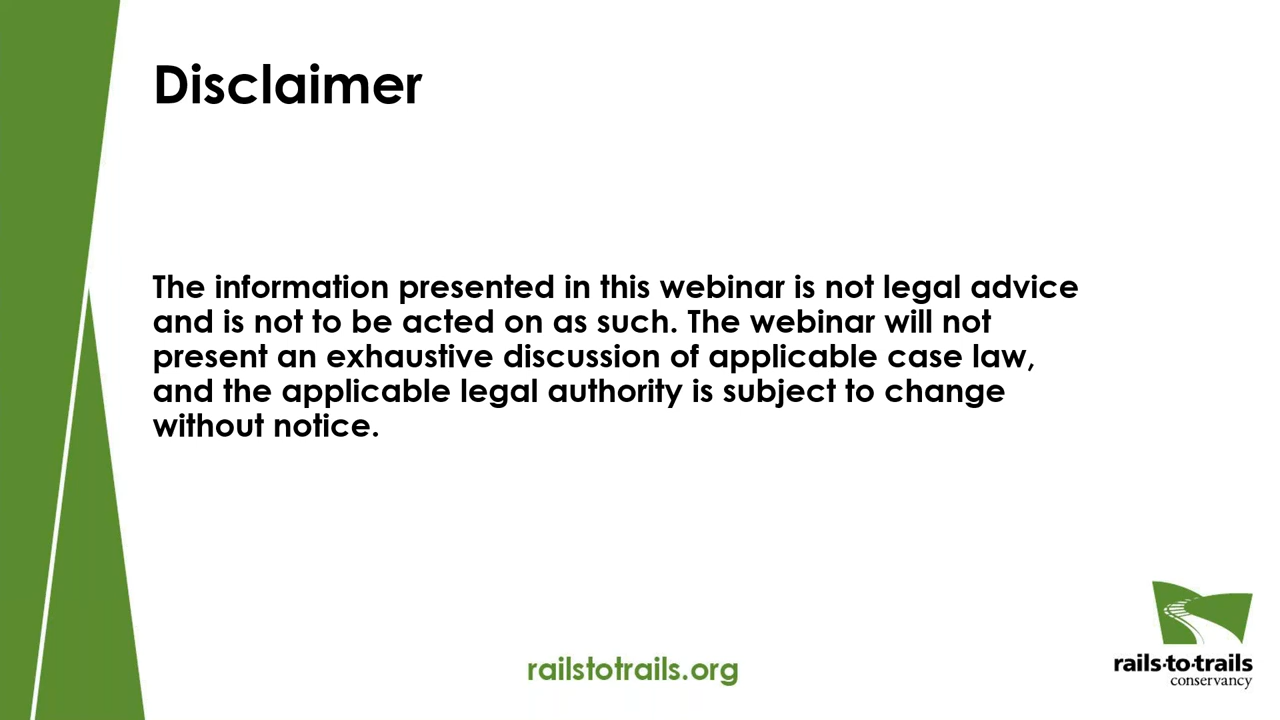 Disclaimer
The information presented in this webinar is not legal advice
and is not to be acted on as such. The webinar will not
present an exhaustive discussion of applicable case law,
and the applicable legal authority is subject to change
without notice.
railstotrails.org
rails·to·trails
conservancy